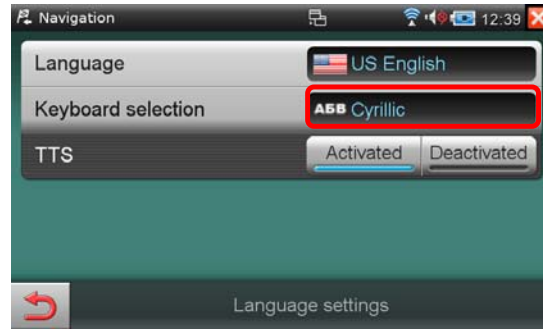 Navigation 12:39
Language US English
Keyboard selection АБВ Cyrillic
TTS Activated Deactivated
Language settings